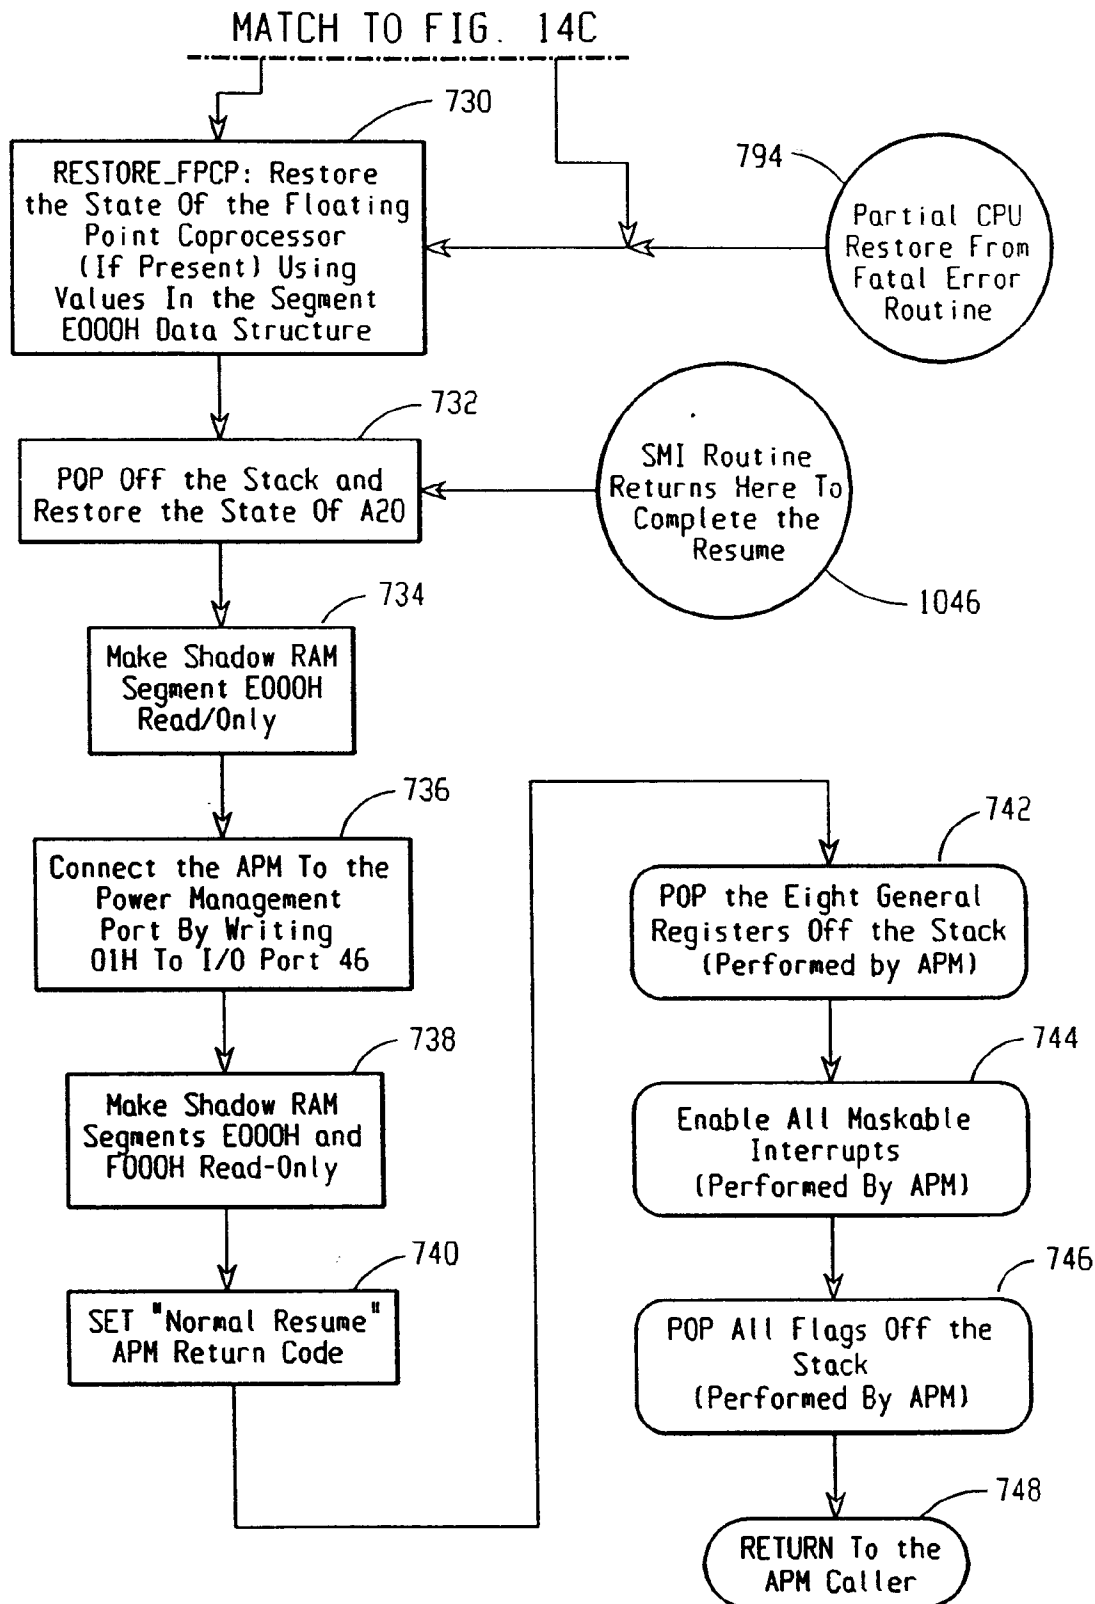 MATCH TO FIG. 14C
730
RESTORE_FPCP: Restore
the State Of the Floating
Point Coprocessor
(If Present) Using
Values In the Segment
E000H Data Structure
794
Partial CPU
Restore From
Fatal Error
Routine
732
POP Off the Stack and
Restore the State Of A20
SMI Routine
Returns Here To
Complete the
Resume
1046
734
Make Shadow RAM
Segment E000H
Read/Only
736
Connect the APM To the
Power Management
Port By Writing
01H To I/O Port 46
738
Make Shadow RAM
Segments E000H and
F000H Read-Only
740
SET "Normal Resume"
APM Return Code
742
POP the Eight General
Registers Off the Stack
(Performed by APM)
744
Enable All Maskable
Interrupts
(Performed By APM)
746
POP All Flags Off the
Stack
(Performed By APM)
748
RETURN To the
APM Caller